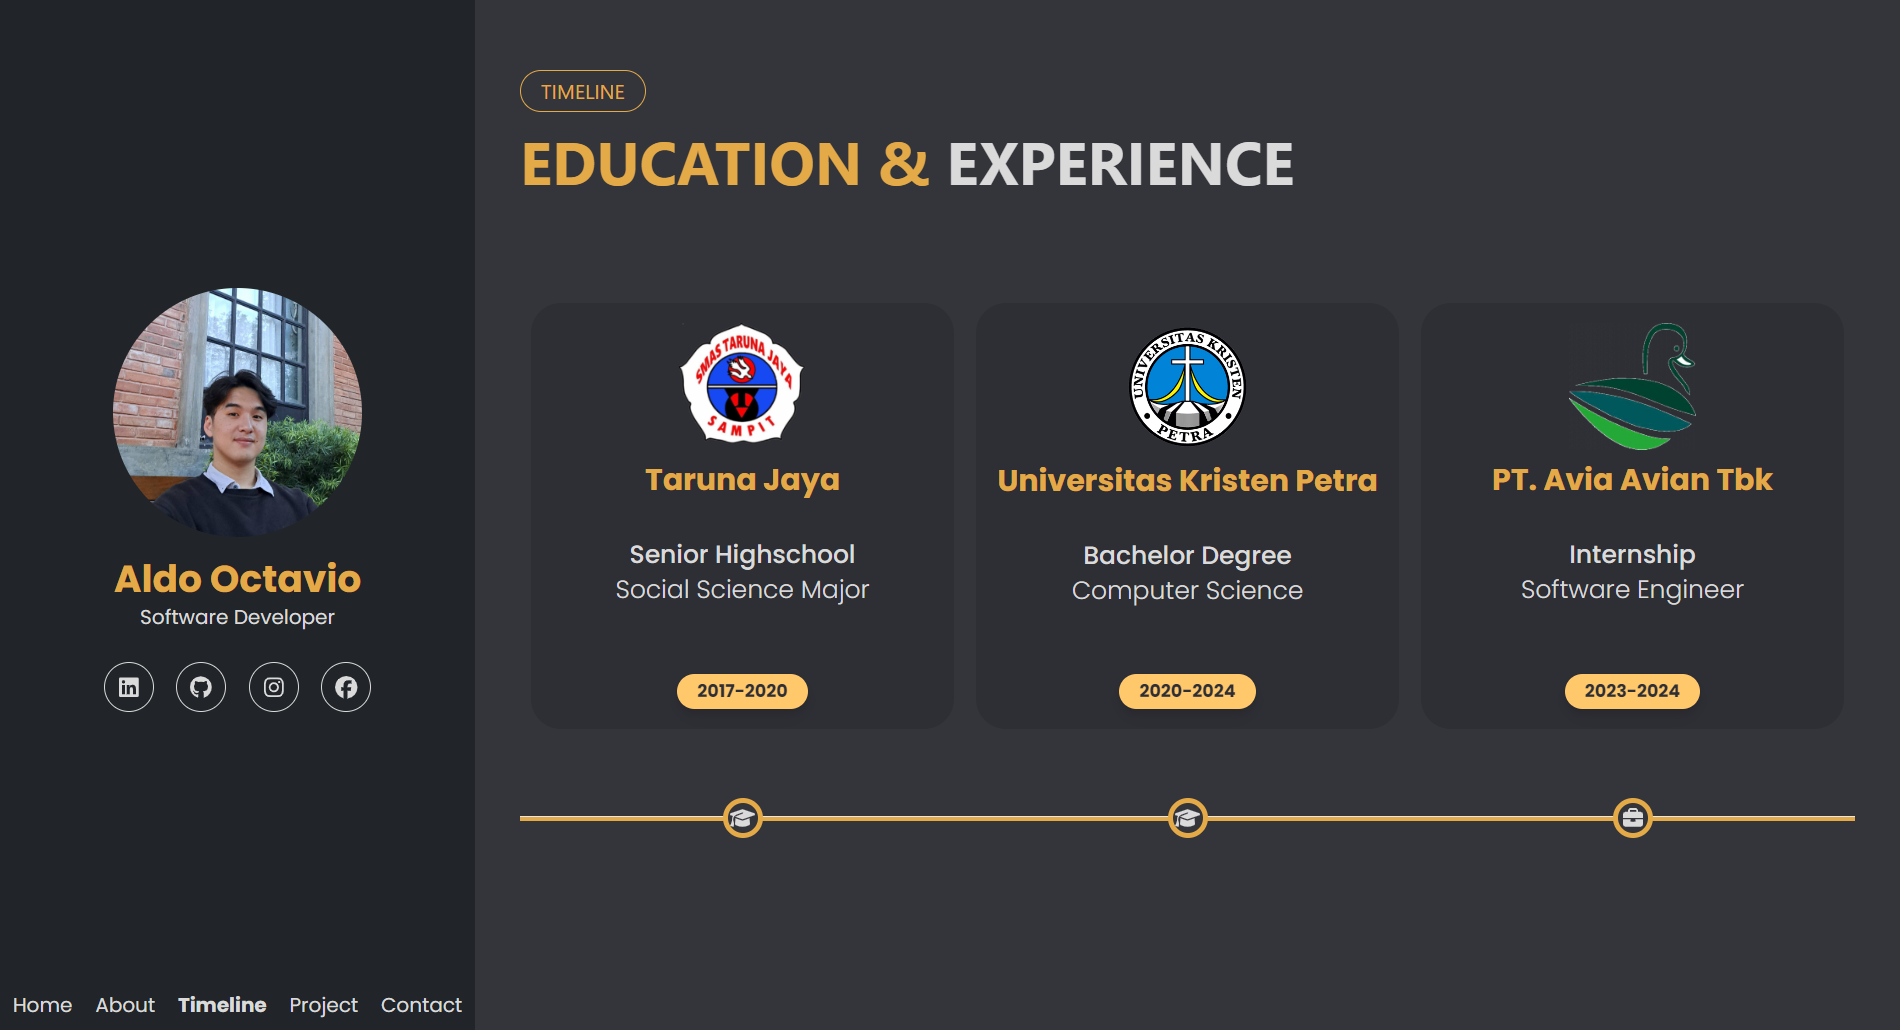 TIMELINE
EDUCATION & EXPERIENCE
SMAS TARUNA JAYA
SAMPIT
Taruna Jaya
Senior Highschool
Social Science Major
2017-2020
UNIVERSITAS KRISTEN
PETRA
Universitas Kristen Petra
Bachelor Degree
Computer Science
2020-2024
PT. Avia Avian Tbk
Internship
Software Engineer
2023-2024
Aldo Octavio
Software Developer
in
Home About Timeline Project Contact